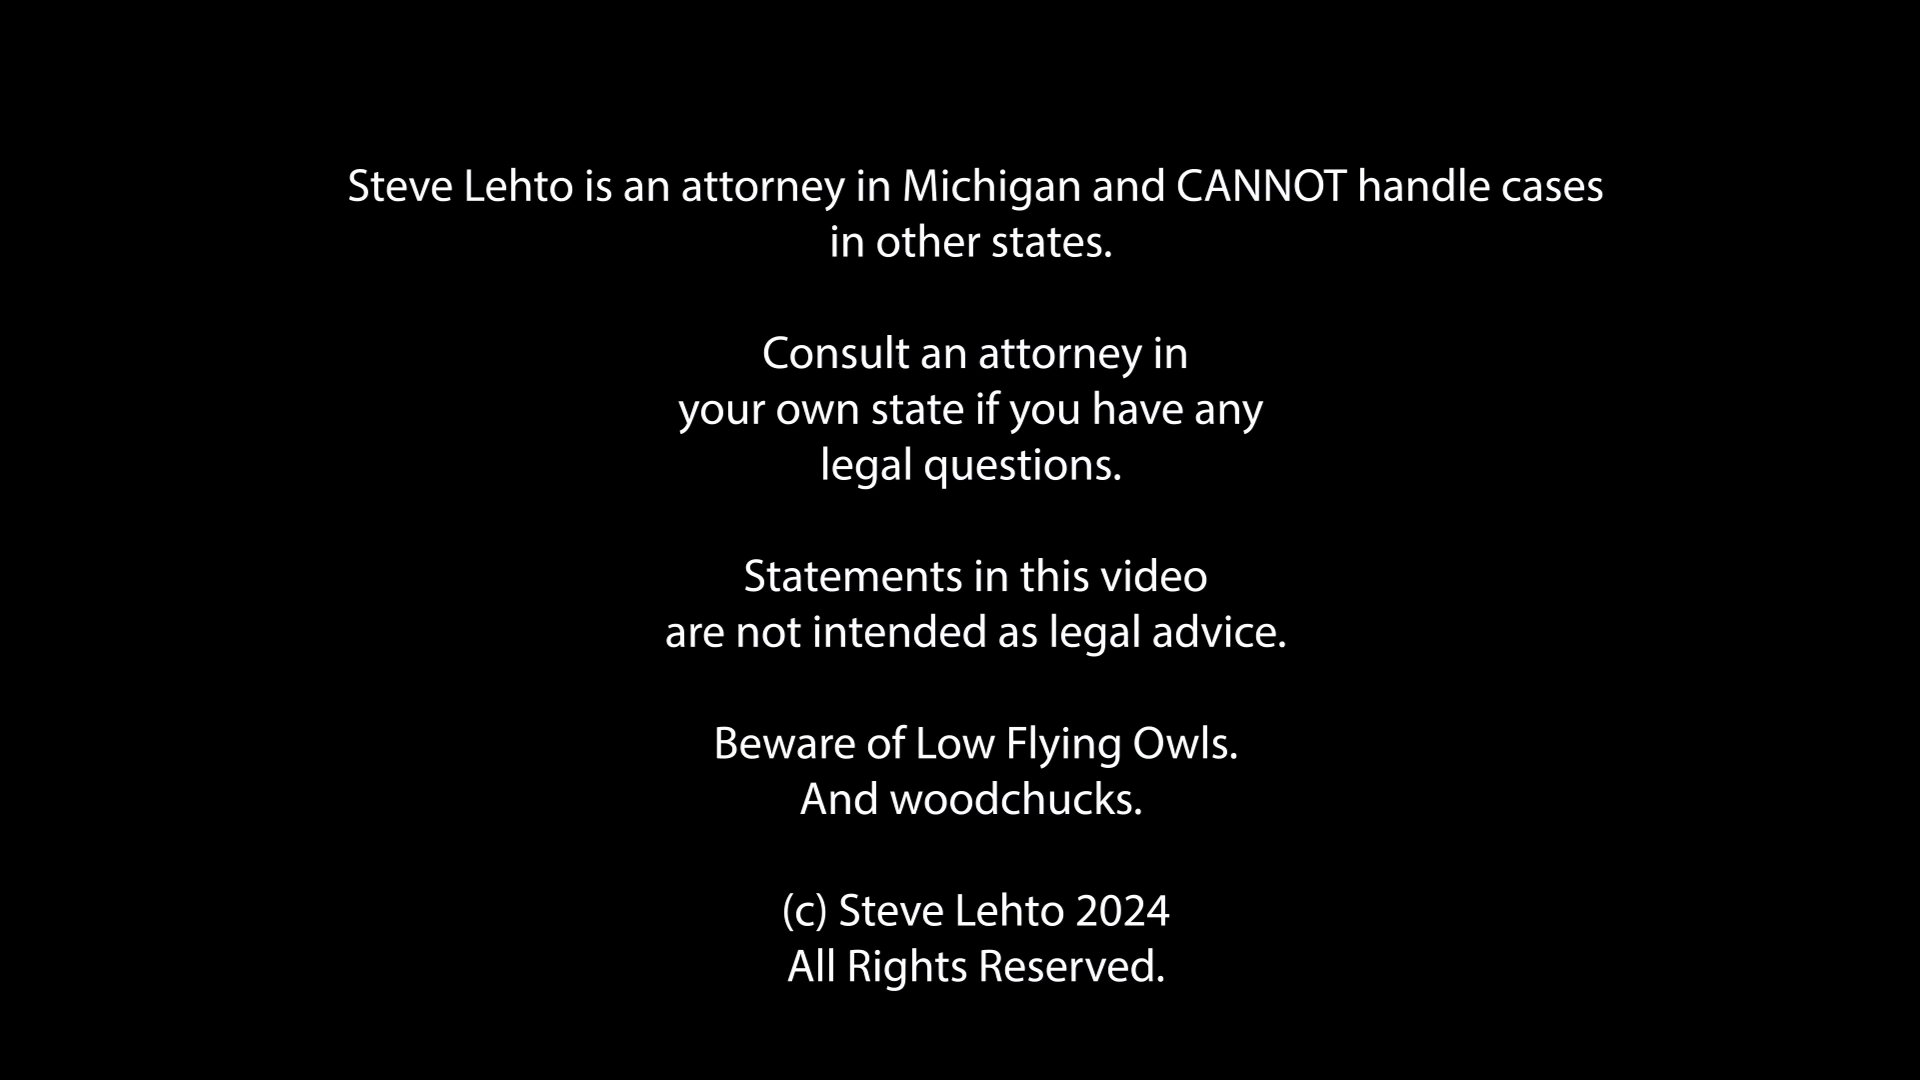 Steve Lehto is an attorney in Michigan and CANNOT handle cases
in other states.
Consult an attorney in
your own state if you have any
legal questions.
Statements in this video
are not intended as legal advice.
Beware of Low Flying Owls.
And woodchucks.
(c) Steve Lehto 2024
All Rights Reserved.